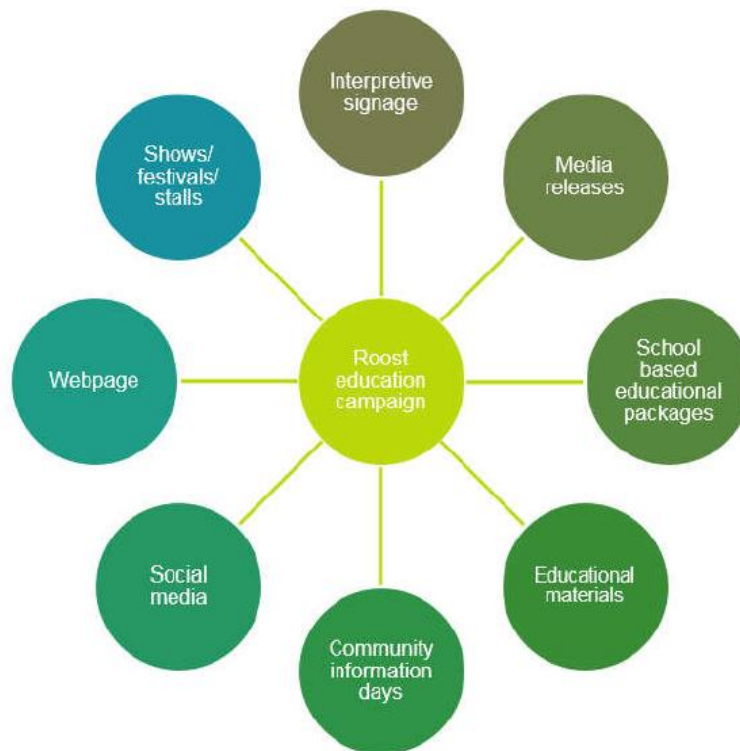 Interpretive
signage
Shows/
festivals/
stalls
Media
releases
Webpage
Roost
education
campaign
School
based
educational
packages
Social
media
Educational
materials
Community
information
days